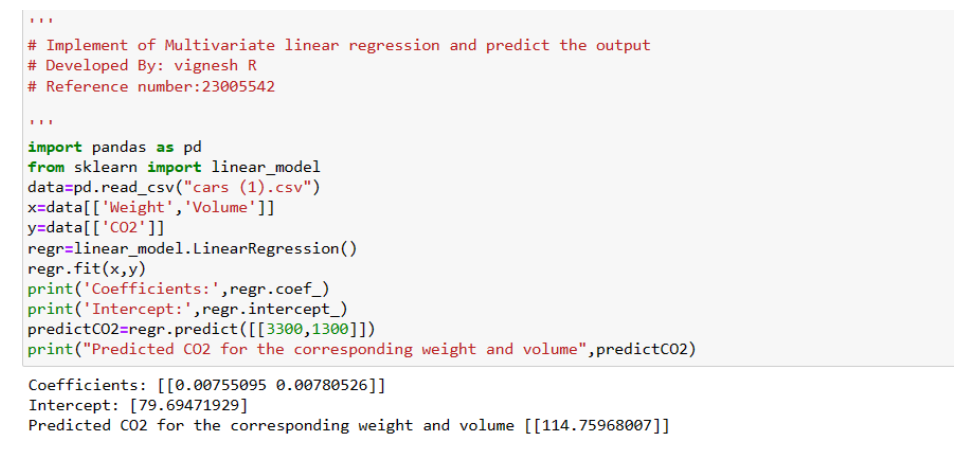 '''
# Implement of Multivariate linear regression and predict the output
# Developed By: vignesh R
# Reference number:23005542
'''
import pandas as pd
from sklearn import linear_model
data=pd.read_csv("cars (1).csv")
x=data[['Weight','Volume']]
y=data[['CO2']]
regr=linear_model.LinearRegression()
regr.fit(x,y)
print('Coefficients:',regr.coef_)
print('Intercept:',regr.intercept_)
predictCO2=regr.predict([[3300,1300]])
print("Predicted CO2 for the corresponding weight and volume",predictCO2)
Coefficients: [[0.00755095 0.00780526]]
Intercept: [79.69471929]
Predicted CO2 for the corresponding weight and volume [[114.75968007]]